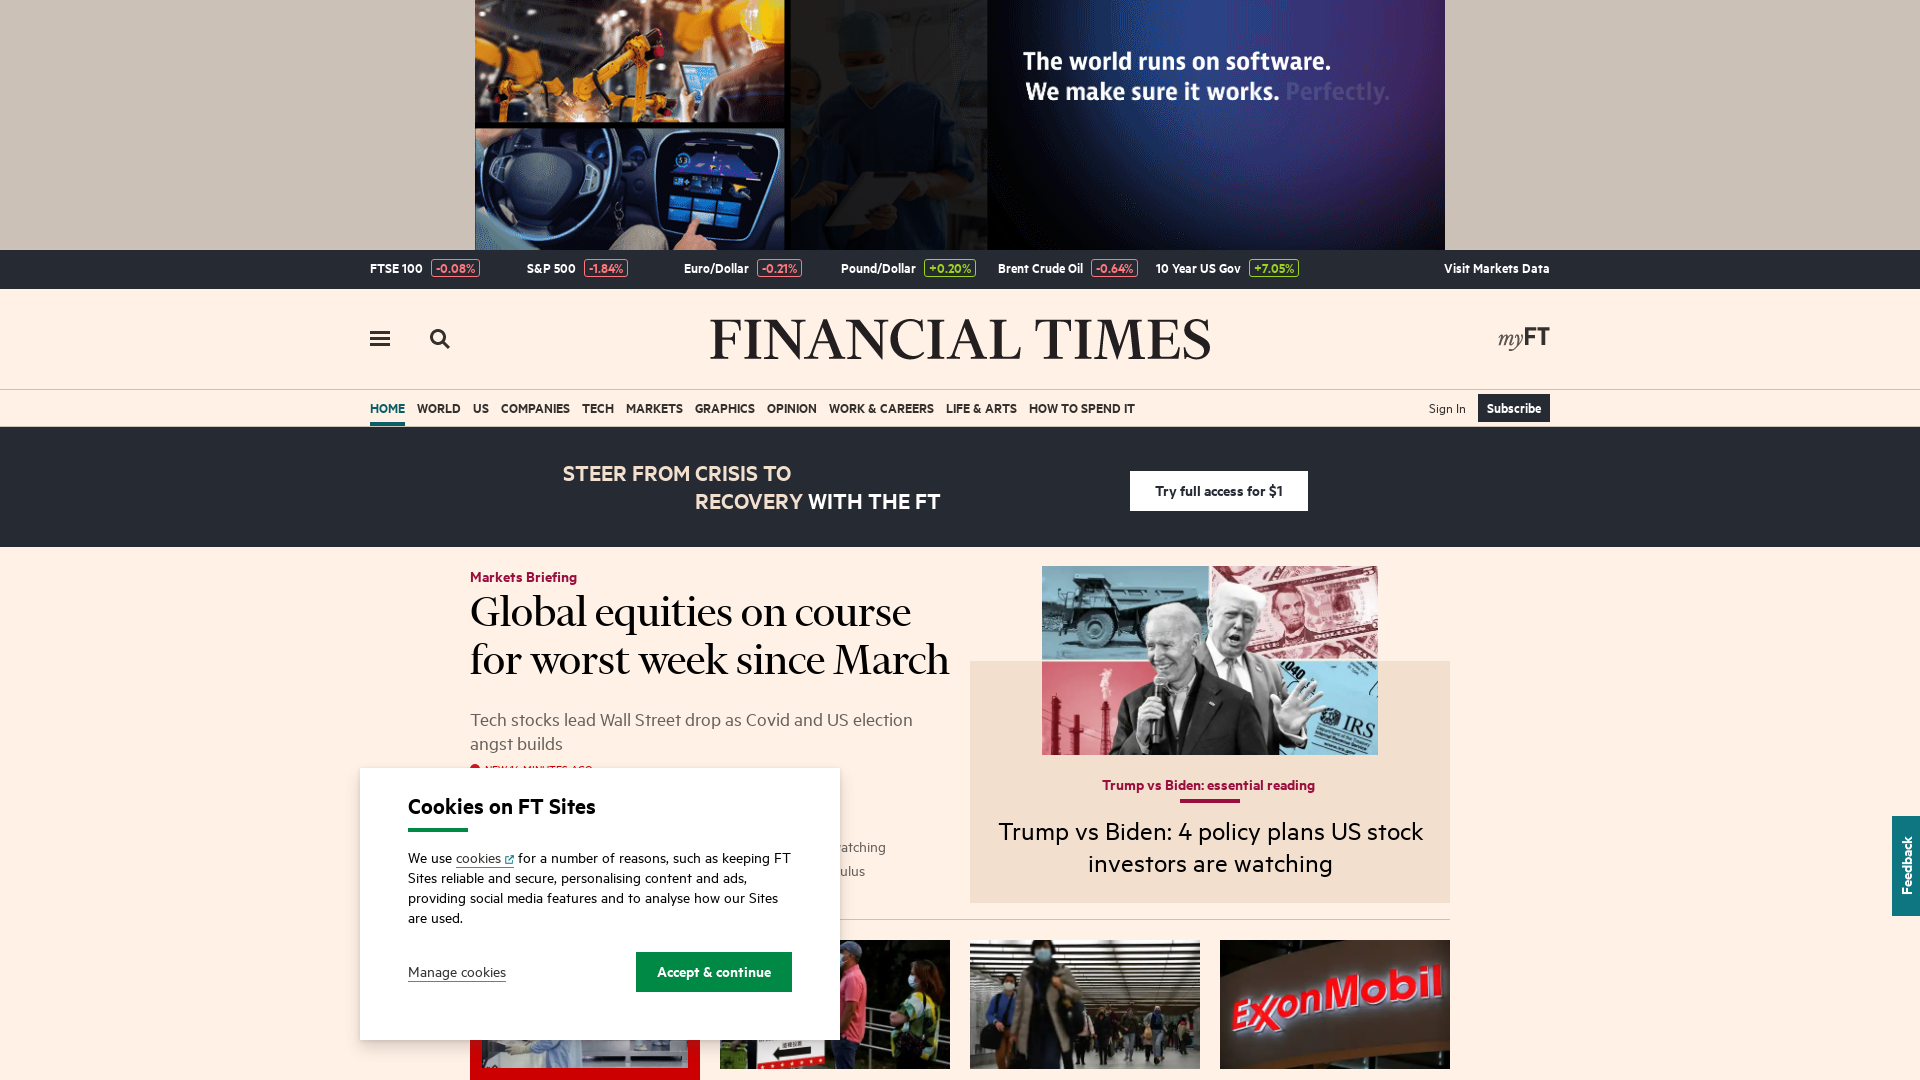 The world runs on software.
We make sure it works. Perfectly.
FTSE 100 -0.08% S&P 500 -1.84% Euro/Dollar -0.21% Pound/Dollar +0.20% Brent Crude Oil -0.64% 10 Year US Gov +7.05% Visit Markets Data
FINANCIAL TIMES
myFT
HOME WORLD US COMPANIES TECH MARKETS GRAPHICS OPINION WORK & CAREERS LIFE & ARTS HOW TO SPEND IT Sign In Subscribe
STEER FROM CRISIS TO
RECOVERY WITH THE FT
Try full access for $1
Markets Briefing
Global equities on course
for worst week since March
Tech stocks lead Wall Street drop as Covid and US election
angst builds
1040
IRS
Trump vs Biden: essential reading
Trump vs Biden: 4 policy plans US stock
investors are watching
Cookies on FT Sites
We use cookies for a number of reasons, such as keeping FT
Sites reliable and secure, personalising content and ads,
providing social media features and to analyse how our Sites
are used.
Manage cookies
Accept & continue
Feedback
ExxonMobil